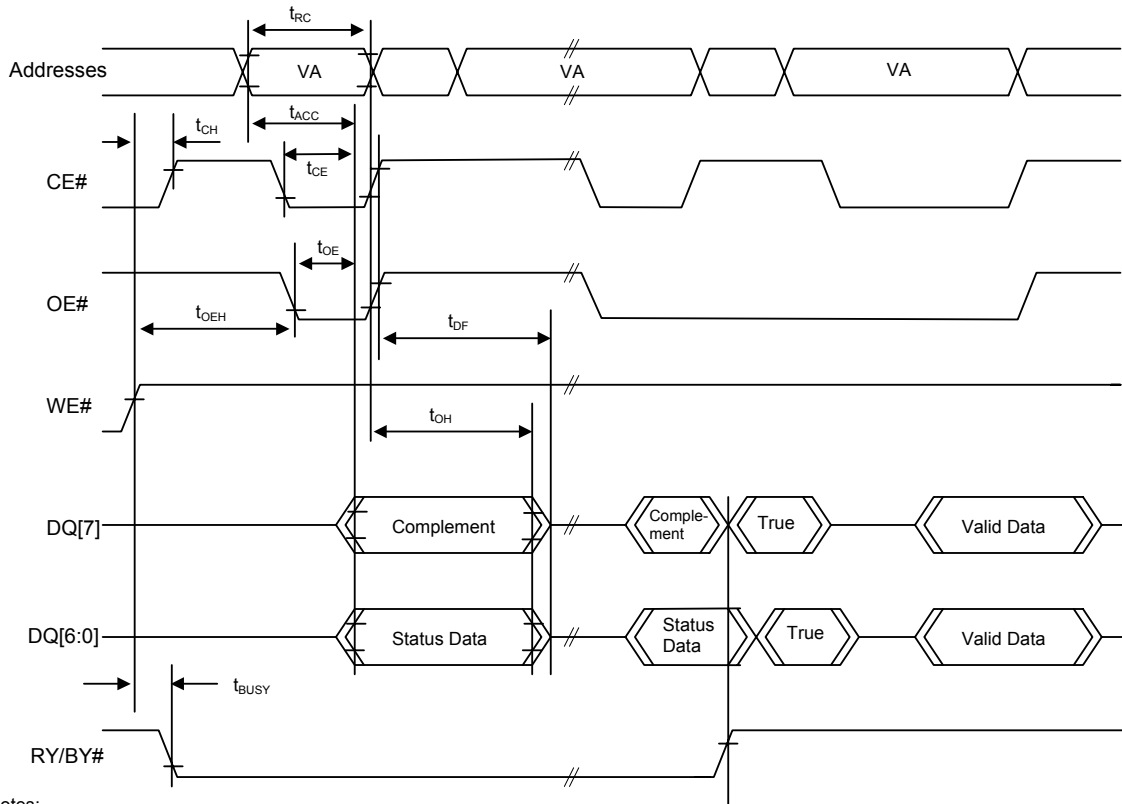 tRC
Addresses
VA
VA
VA
tACC
tCH
tCE
CE#
tOE
OE#
tOEH
tDF
WE#
tOH
DQ[7]
Complement
Comple-
ment
True
Valid Data
DQ[6:0]
Status Data
Status
Data
True
Valid Data
tBUSY
RY/BY#